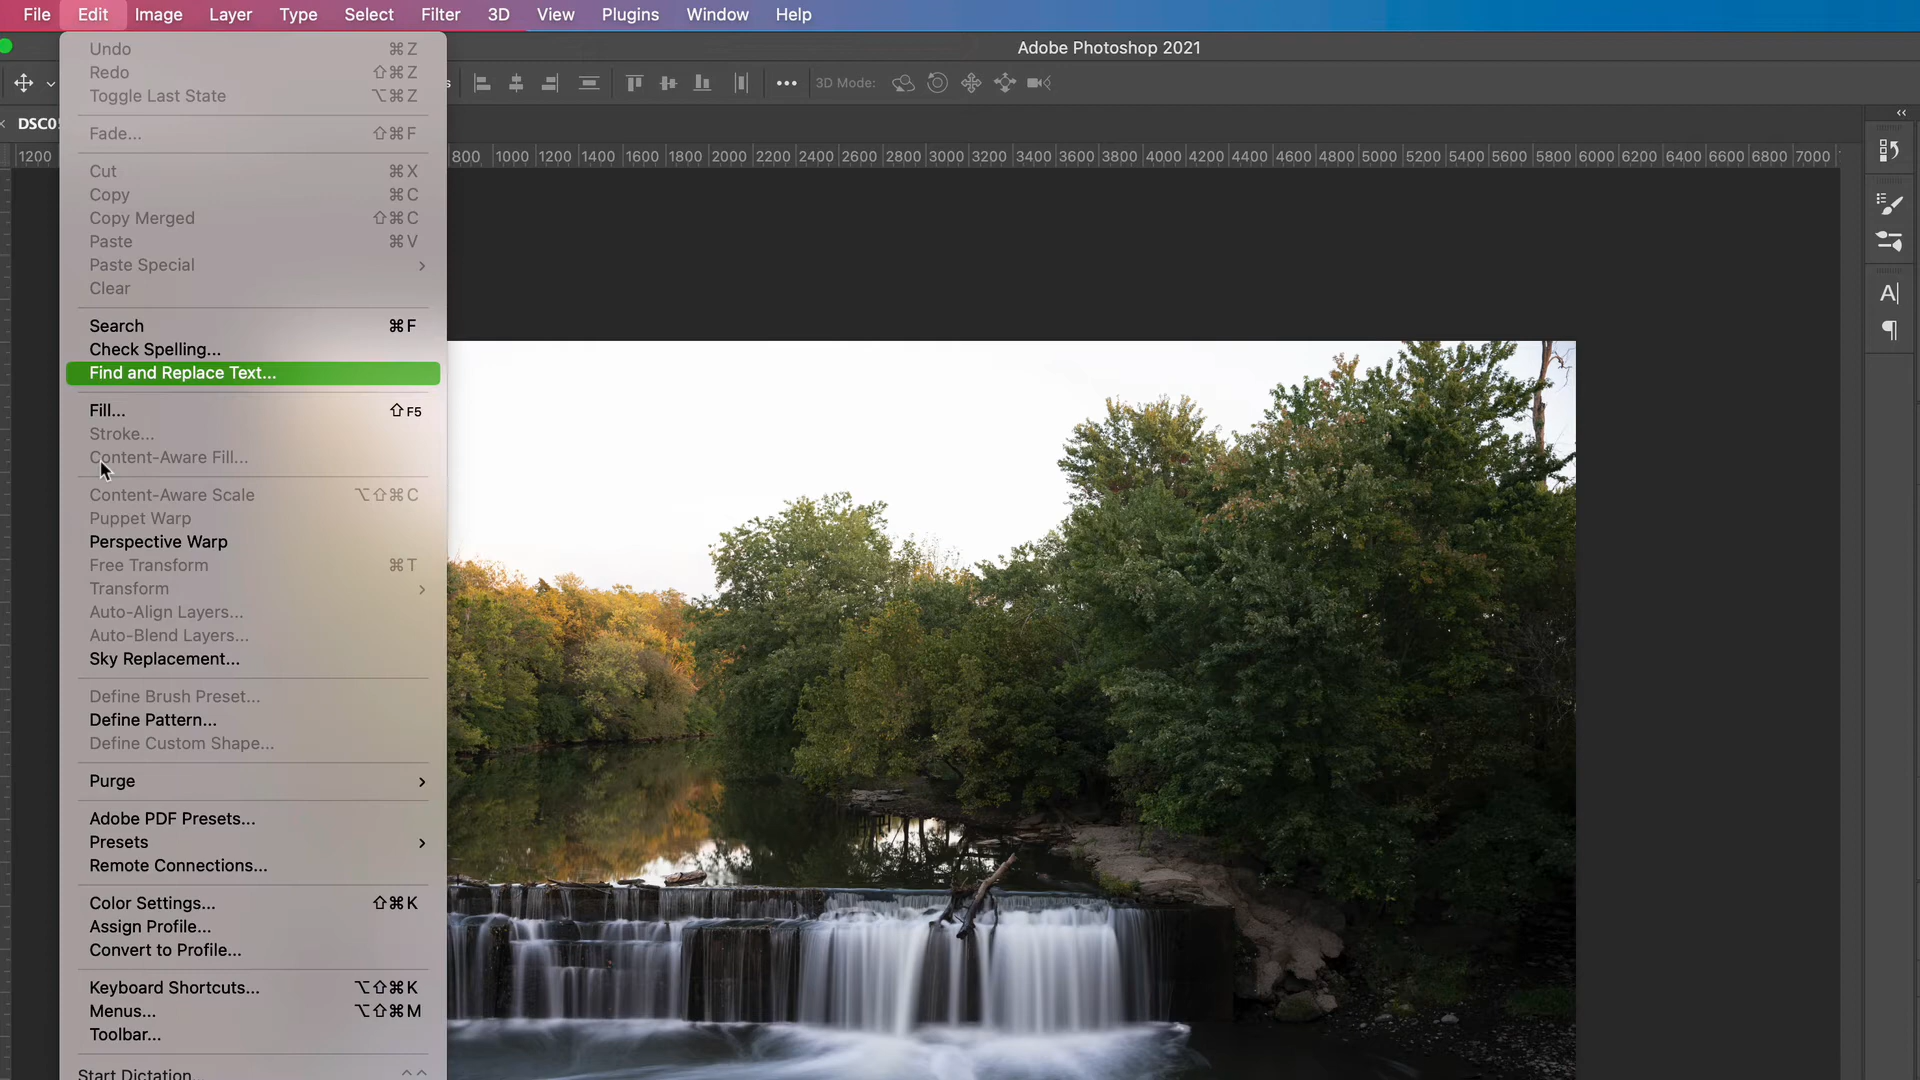 File Edit Image Layer Type Select Filter 3D View Plugins Window Help
Adobe Photoshop 2021
3D Mode:
DSC0
1200 800 1000 1200 1400 1600 1800 2000 2200 2400 2600 2800 3000 3200 3400 3600 3800 4000 4200 4400 4600 4800 5000 5200 5400 5600 5800 6000 6200 6400 6600 6800 7000
Undo ⌘Z
Redo ⇧⌘Z
Toggle Last State ⌥⌘Z
Fade... ⇧⌘F
Cut ⌘X
Copy ⌘C
Copy Merged ⇧⌘C
Paste ⌘V
Paste Special >
Clear
Search ⌘F
Check Spelling...
Find and Replace Text...
Fill... ⇧F5
Stroke...
Content-Aware Fill...
Content-Aware Scale ⌥⇧⌘C
Puppet Warp
Perspective Warp
Free Transform ⌘T
Transform >
Auto-Align Layers...
Auto-Blend Layers...
Sky Replacement...
Define Brush Preset...
Define Pattern...
Define Custom Shape...
Purge >
Adobe PDF Presets...
Presets >
Remote Connections...
Color Settings... ⇧⌘K
Assign Profile...
Convert to Profile...
Keyboard Shortcuts... ⌥⇧⌘K
Menus... ⌥⇧⌘M
Toolbar...
Start Dictation...